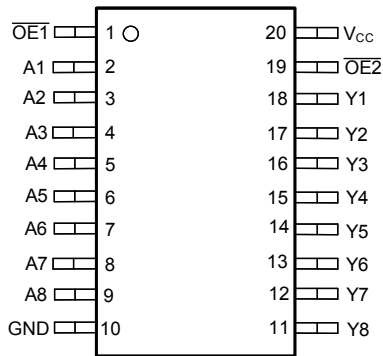 OE1 1 20 VCC
A1 2 19 OE2
A2 3 18 Y1
A3 4 17 Y2
A4 5 16 Y3
A5 6 15 Y4
A6 7 14 Y5
A7 8 13 Y6
A8 9 12 Y7
GND 10 11 Y8